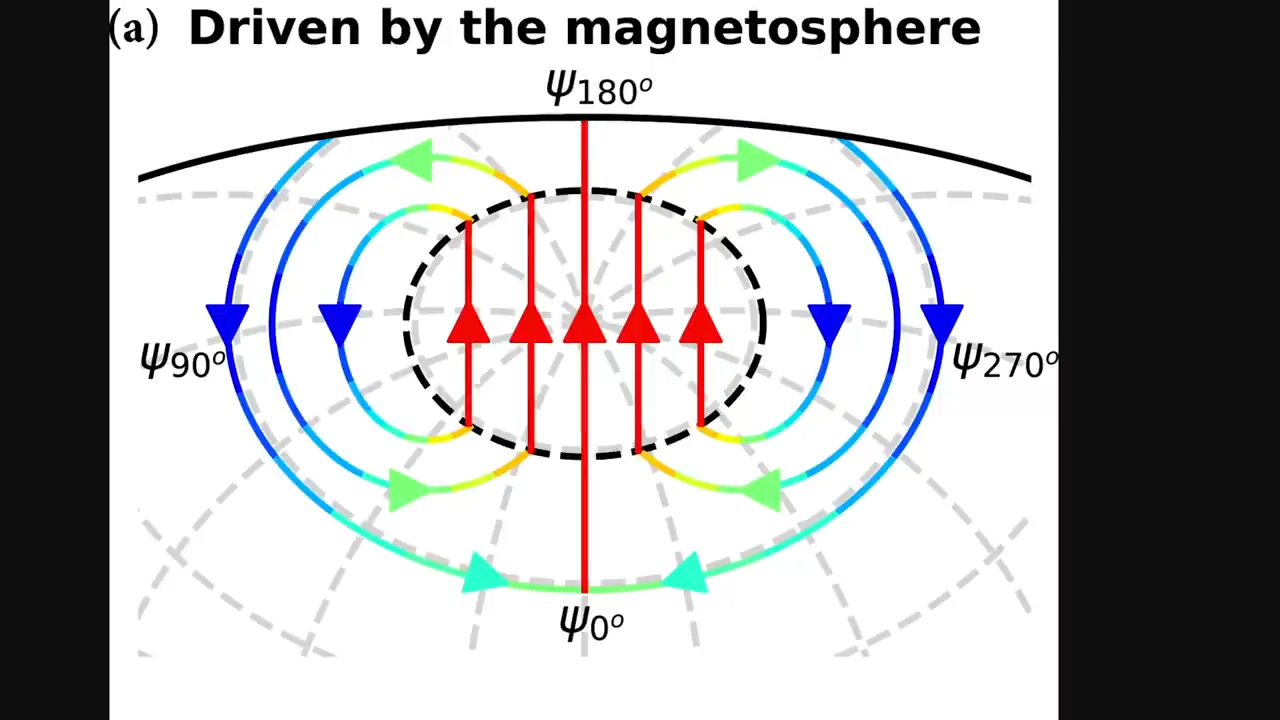 (a) Driven by the magnetosphere
ψ180°
ψ90°
ψ270°
ψ0°